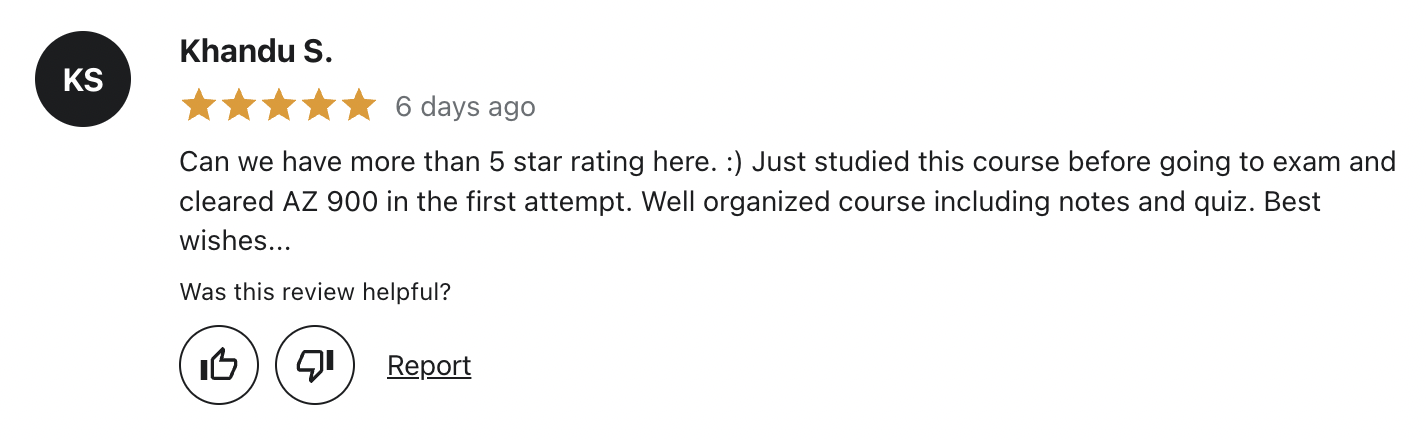 KS
Khandu S.
6 days ago
Can we have more than 5 star rating here. :) Just studied this course before going to exam and
cleared AZ 900 in the first attempt. Well organized course including notes and quiz. Best
wishes...
Was this review helpful?
Report